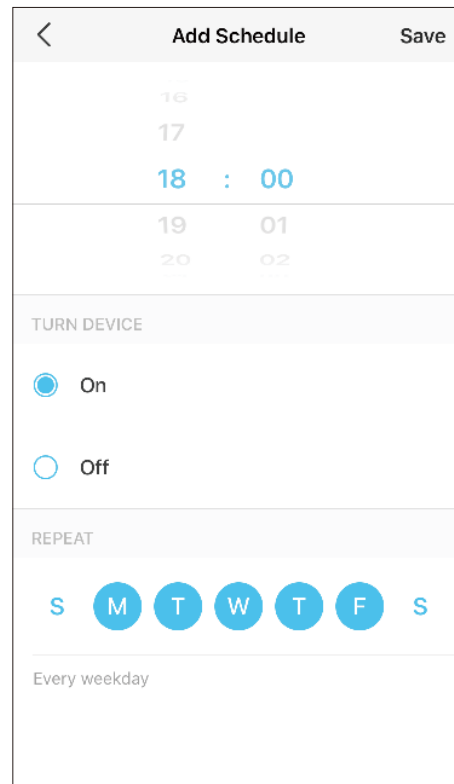 Add Schedule Save
16
17
18 : 00
19 01
20 02
TURN DEVICE
On
Off
REPEAT
S M T W T F S
Every weekday